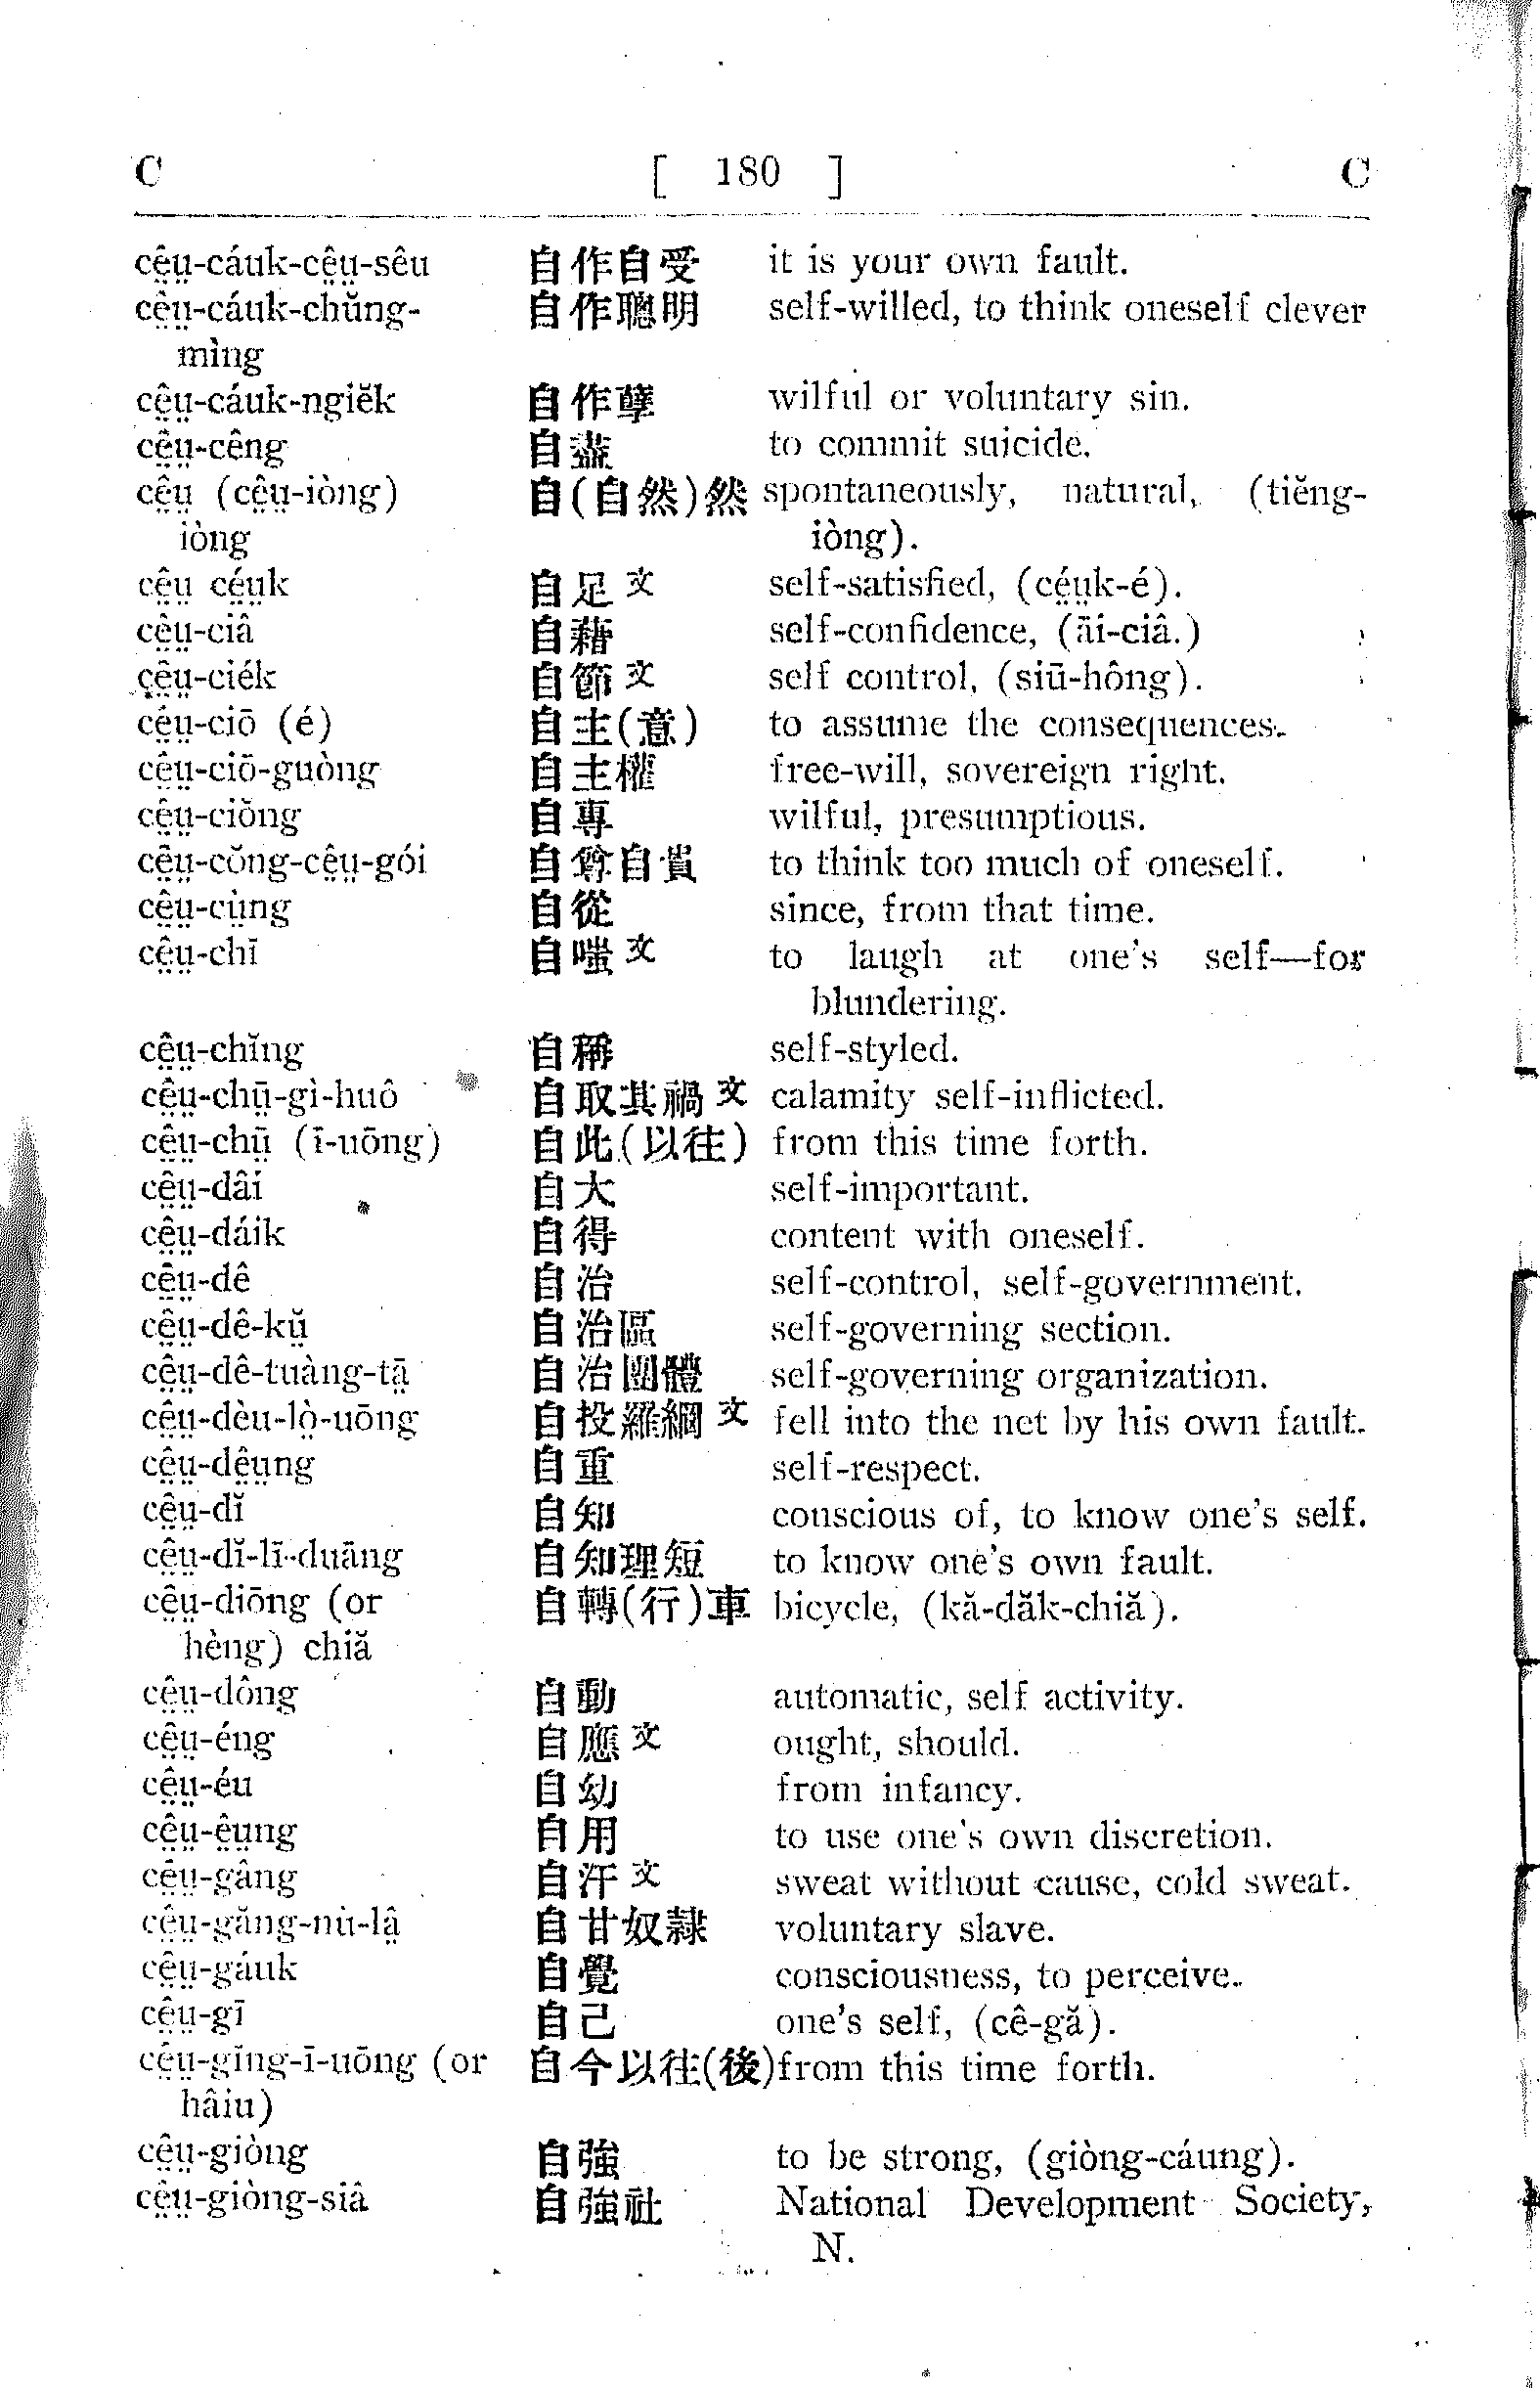 C [ 180 ] C
cê̤ṳ-cáuk-cê̤ṳ-sêu 自作自受 it is your own fault.
cê̤ṳ-cáuk-chŭng- 自作聰明 self-willed, to think oneself clever
mìng
cê̤ṳ-cáuk-ngiĕk 自作孽 wilful or voluntary sin.
cê̤ṳ-cêng 自盡 to commit suicide.
cê̤ṳ (cê̤ṳ-iòng) 自(自然)然 spontaneously, natural, (tiĕng-
iòng iòng).
cê̤ṳ cé̤ṳk 自足文 self-satisfied, (cé̤ṳk-é).
cê̤ṳ-ciâ 自藉 self-confidence, (āi-ciâ.)
cê̤ṳ-ciék 自節文 self control, (siū-hông).
cé̤ṳ-ciō (é) 自主(意) to assume the consequences.
cê̤ṳ-ciō-guòng 自主權 free-will, sovereign right.
cê̤ṳ-ciŏng 自專 wilful, presumptious.
cê̤ṳ-cŏng-cê̤ṳ-gói 自尊自貴 to think too much of oneself.
cê̤ṳ-cṳ̀ng 自從 since, from that time.
cê̤ṳ-chī 自嗤文 to laugh at one's self—for
blundering.
cê̤ṳ-chĭng 自稱 self-styled.
cê̤ṳ-chṳ̄-gì-huô 自取其禍文 calamity self-inflicted.
cê̤ṳ-chṳ̄ (ī-uōng) 自此(以往) from this time forth.
cê̤ṳ-dâi 自大 self-important.
cê̤ṳ-dáik 自得 content with oneself.
cê̤ṳ-dê 自治 self-control, self-government.
cê̤ṳ-dê-kṳ̆ 自治區 self-governing section.
cê̤ṳ-dê-tuàng-tā̤ 自治團體 self-governing organization.
cê̤ṳ-dèu-lò̤-uōng 自投羅網文 fell into the net by his own fault.
cê̤ṳ-dê̤ṳng 自重 self-respect.
cê̤ṳ-dĭ 自知 conscious of, to know one's self.
cê̤ṳ-dĭ-lī-duāng 自知理短 to know one's own fault.
cê̤ṳ-diōng (or 自轉(行)車 bicycle, (kă-dăk-chiă).
hèng) chiă
cê̤ṳ-dông 自動 automatic, self activity.
cê̤ṳ-éng 自應文 ought, should.
cê̤ṳ-éu 自幼 from infancy.
cê̤ṳ-ê̤ṳng 自用 to use one's own discretion.
cê̤ṳ-gâng 自汗文 sweat without cause, cold sweat.
cê̤ṳ-găng-nù-lâ̤ 自甘奴隸 voluntary slave.
cê̤ṳ-gáuk 自覺 consciousness, to perceive.
cê̤ṳ-gī 自己 one's self, (cê-gă).
cê̤ṳ-gĭng-ī-uōng (or 自今以往(後) from this time forth.
hâiu)
cê̤ṳ-giòng 自強 to be strong, (giòng-cáung).
cê̤ṳ-giòng-siâ 自強社 National Development Society,
N.